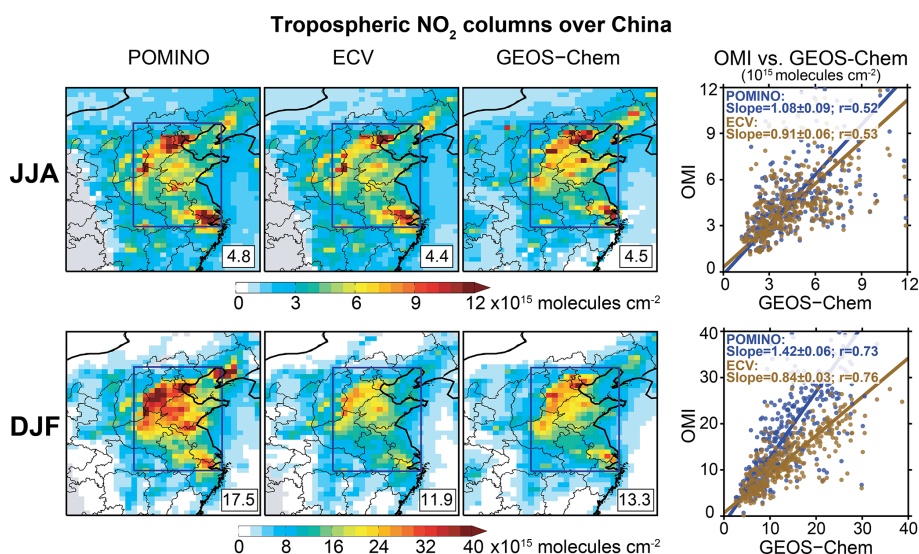 Tropospheric NO2 columns over China
POMINO
ECV
GEOS−Chem
OMI vs. GEOS-Chem
(10^15 molecules cm-2)
JJA
4.8
4.4
4.5
0 3 6 9 12 x10^15 molecules cm-2
12
9
6
3
0
OMI
POMINO:
Slope=1.08±0.09; r=0.52
ECV:
Slope=0.91±0.06; r=0.53
0 3 6 9 12
GEOS−Chem
DJF
17.5
11.9
13.3
0 8 16 24 32 40 x10^15 molecules cm-2
40
30
20
10
0
OMI
POMINO:
Slope=1.42±0.06; r=0.73
ECV:
Slope=0.84±0.03; r=0.76
0 10 20 30 40
GEOS−Chem